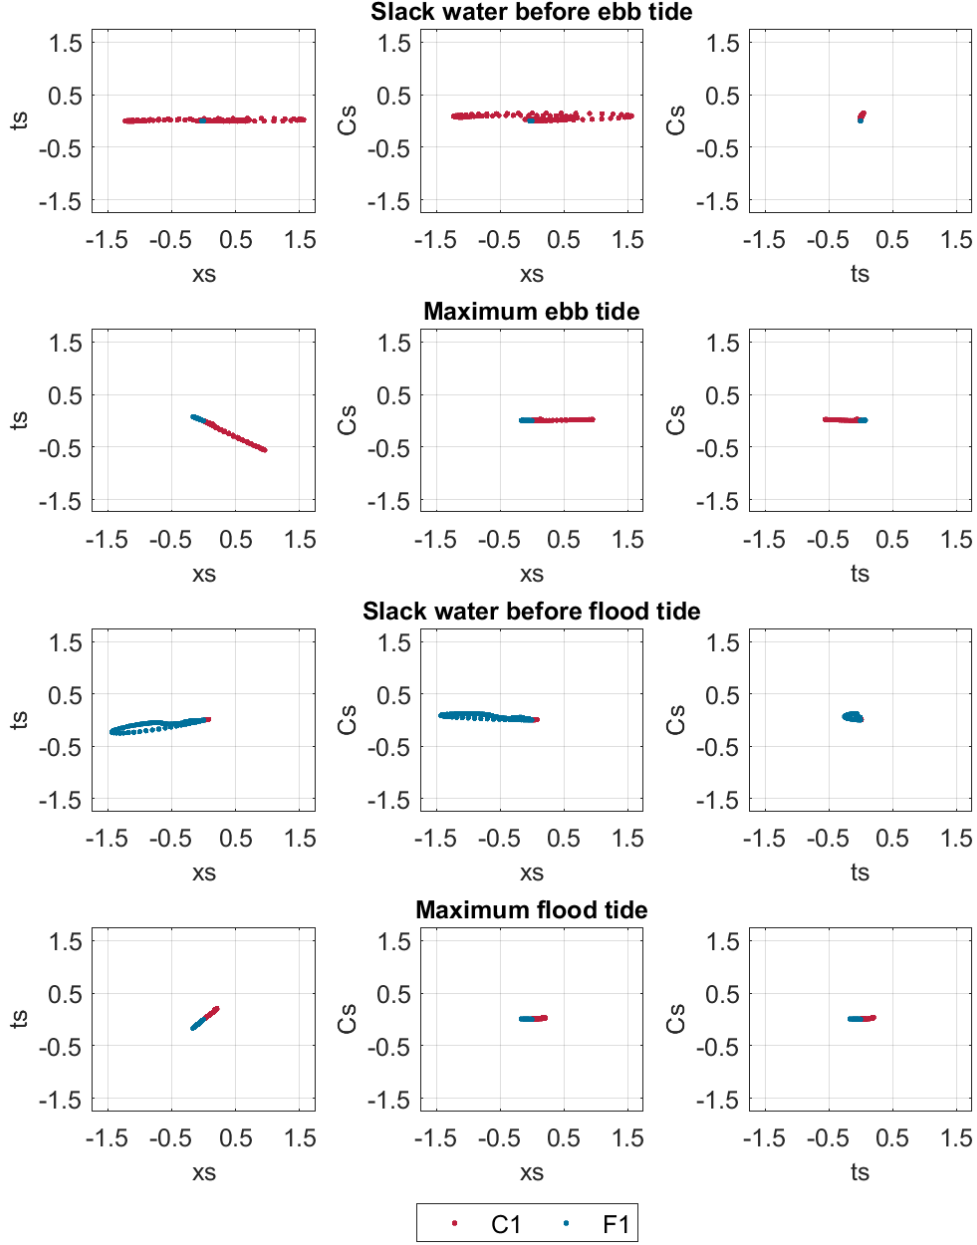 Slack water before ebb tide
1.5 0.5 -0.5 -1.5 ts
-1.5 -0.5 0.5 1.5
xs
1.5 0.5 -0.5 -1.5 Cs
-1.5 -0.5 0.5 1.5
xs
1.5 0.5 -0.5 -1.5 Cs
-1.5 -0.5 0.5 1.5
ts
Maximum ebb tide
1.5 0.5 -0.5 -1.5 ts
-1.5 -0.5 0.5 1.5
xs
1.5 0.5 -0.5 -1.5 Cs
-1.5 -0.5 0.5 1.5
xs
1.5 0.5 -0.5 -1.5 Cs
-1.5 -0.5 0.5 1.5
ts
Slack water before flood tide
1.5 0.5 -0.5 -1.5 ts
-1.5 -0.5 0.5 1.5
xs
1.5 0.5 -0.5 -1.5 Cs
-1.5 -0.5 0.5 1.5
xs
1.5 0.5 -0.5 -1.5 Cs
-1.5 -0.5 0.5 1.5
ts
Maximum flood tide
1.5 0.5 -0.5 -1.5 ts
-1.5 -0.5 0.5 1.5
xs
1.5 0.5 -0.5 -1.5 Cs
-1.5 -0.5 0.5 1.5
xs
1.5 0.5 -0.5 -1.5 Cs
-1.5 -0.5 0.5 1.5
ts
C1 F1